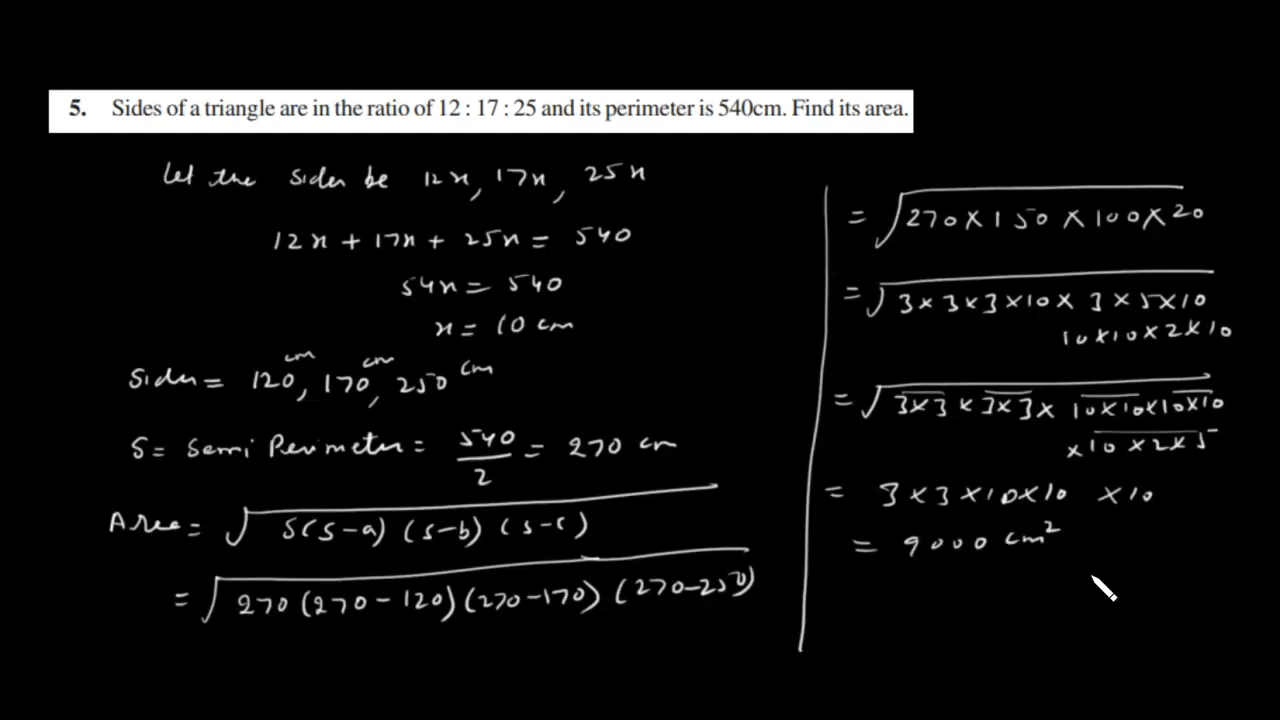 5. Sides of a triangle are in the ratio of 12 : 17 : 25 and its perimeter is 540cm. Find its area.
Let the sides be 12x, 17x, 25x
12x + 17x + 25x = 540
54x = 540
x = 10 cm
Sides = 120 cm, 170 cm, 250 cm
S = Semi Perimeter = 540/2 = 270 cm
Area = √S(S-a) (S-b) (S-c)
= √270 (270 - 120) (270 - 170) (270 - 250)
= √270 × 150 × 100 × 20
= √3 × 3 × 3 × 10 × 3 × 5 × 10
10 × 10 × 2 × 10
= √3 × 3 × 3 × 3 × 10 × 10 × 10 × 10
× 10 × 2 × 5
= 3 × 3 × 10 × 10 × 10
= 9000 cm²